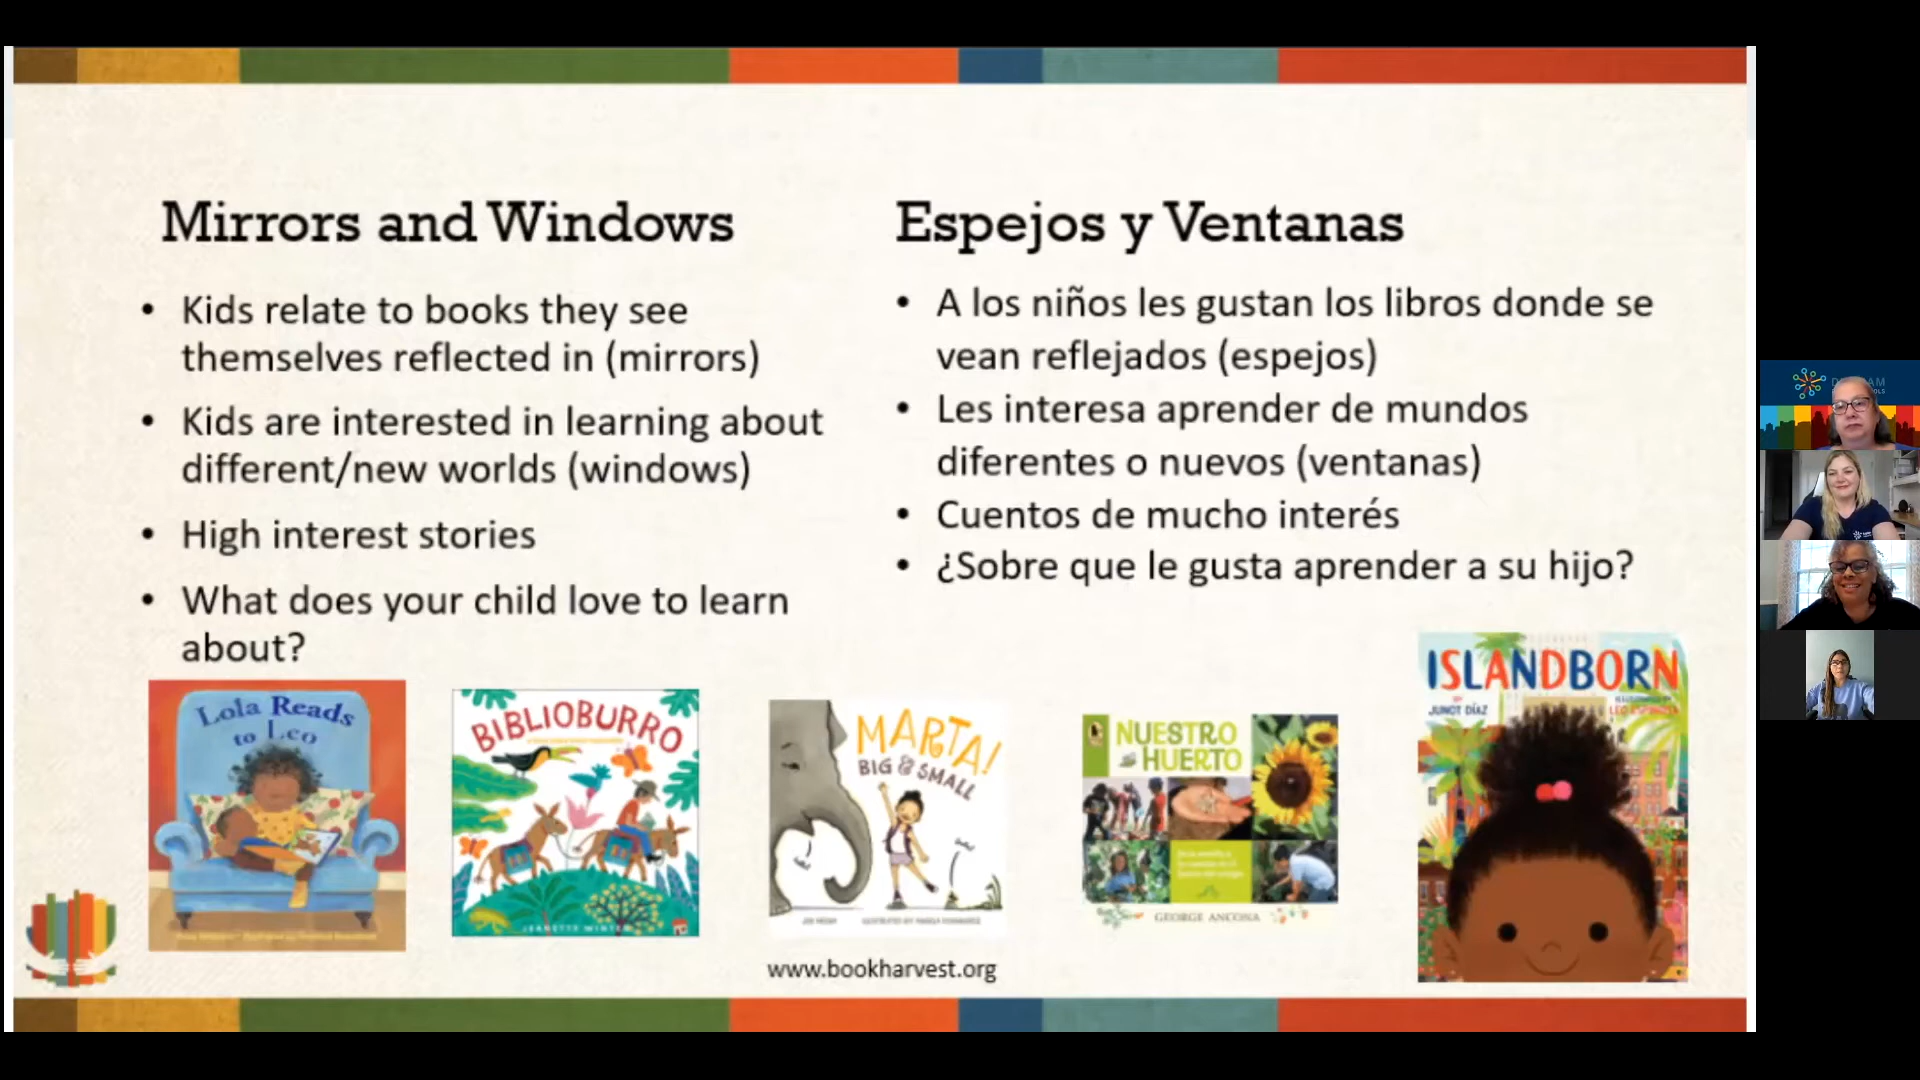 Mirrors and Windows
• Kids relate to books they see
themselves reflected in (mirrors)
• Kids are interested in learning about
different/new worlds (windows)
• High interest stories
• What does your child love to learn
about?
Espejos y Ventanas
• A los niños les gustan los libros donde se
vean reflejados (espejos)
• Les interesa aprender de mundos
diferentes o nuevos (ventanas)
• Cuentos de mucho interés
• ¿Sobre que le gusta aprender a su hijo?
Lola Reads
to Leo
BIBLIOBURRO
JEANETTE WINTER
MARTA!
BIG & SMALL
NUESTRO
HUERTO
GEORGE ANCONA
ISLANDBORN
BY
JUNOT DÍAZ
www.bookharvest.org